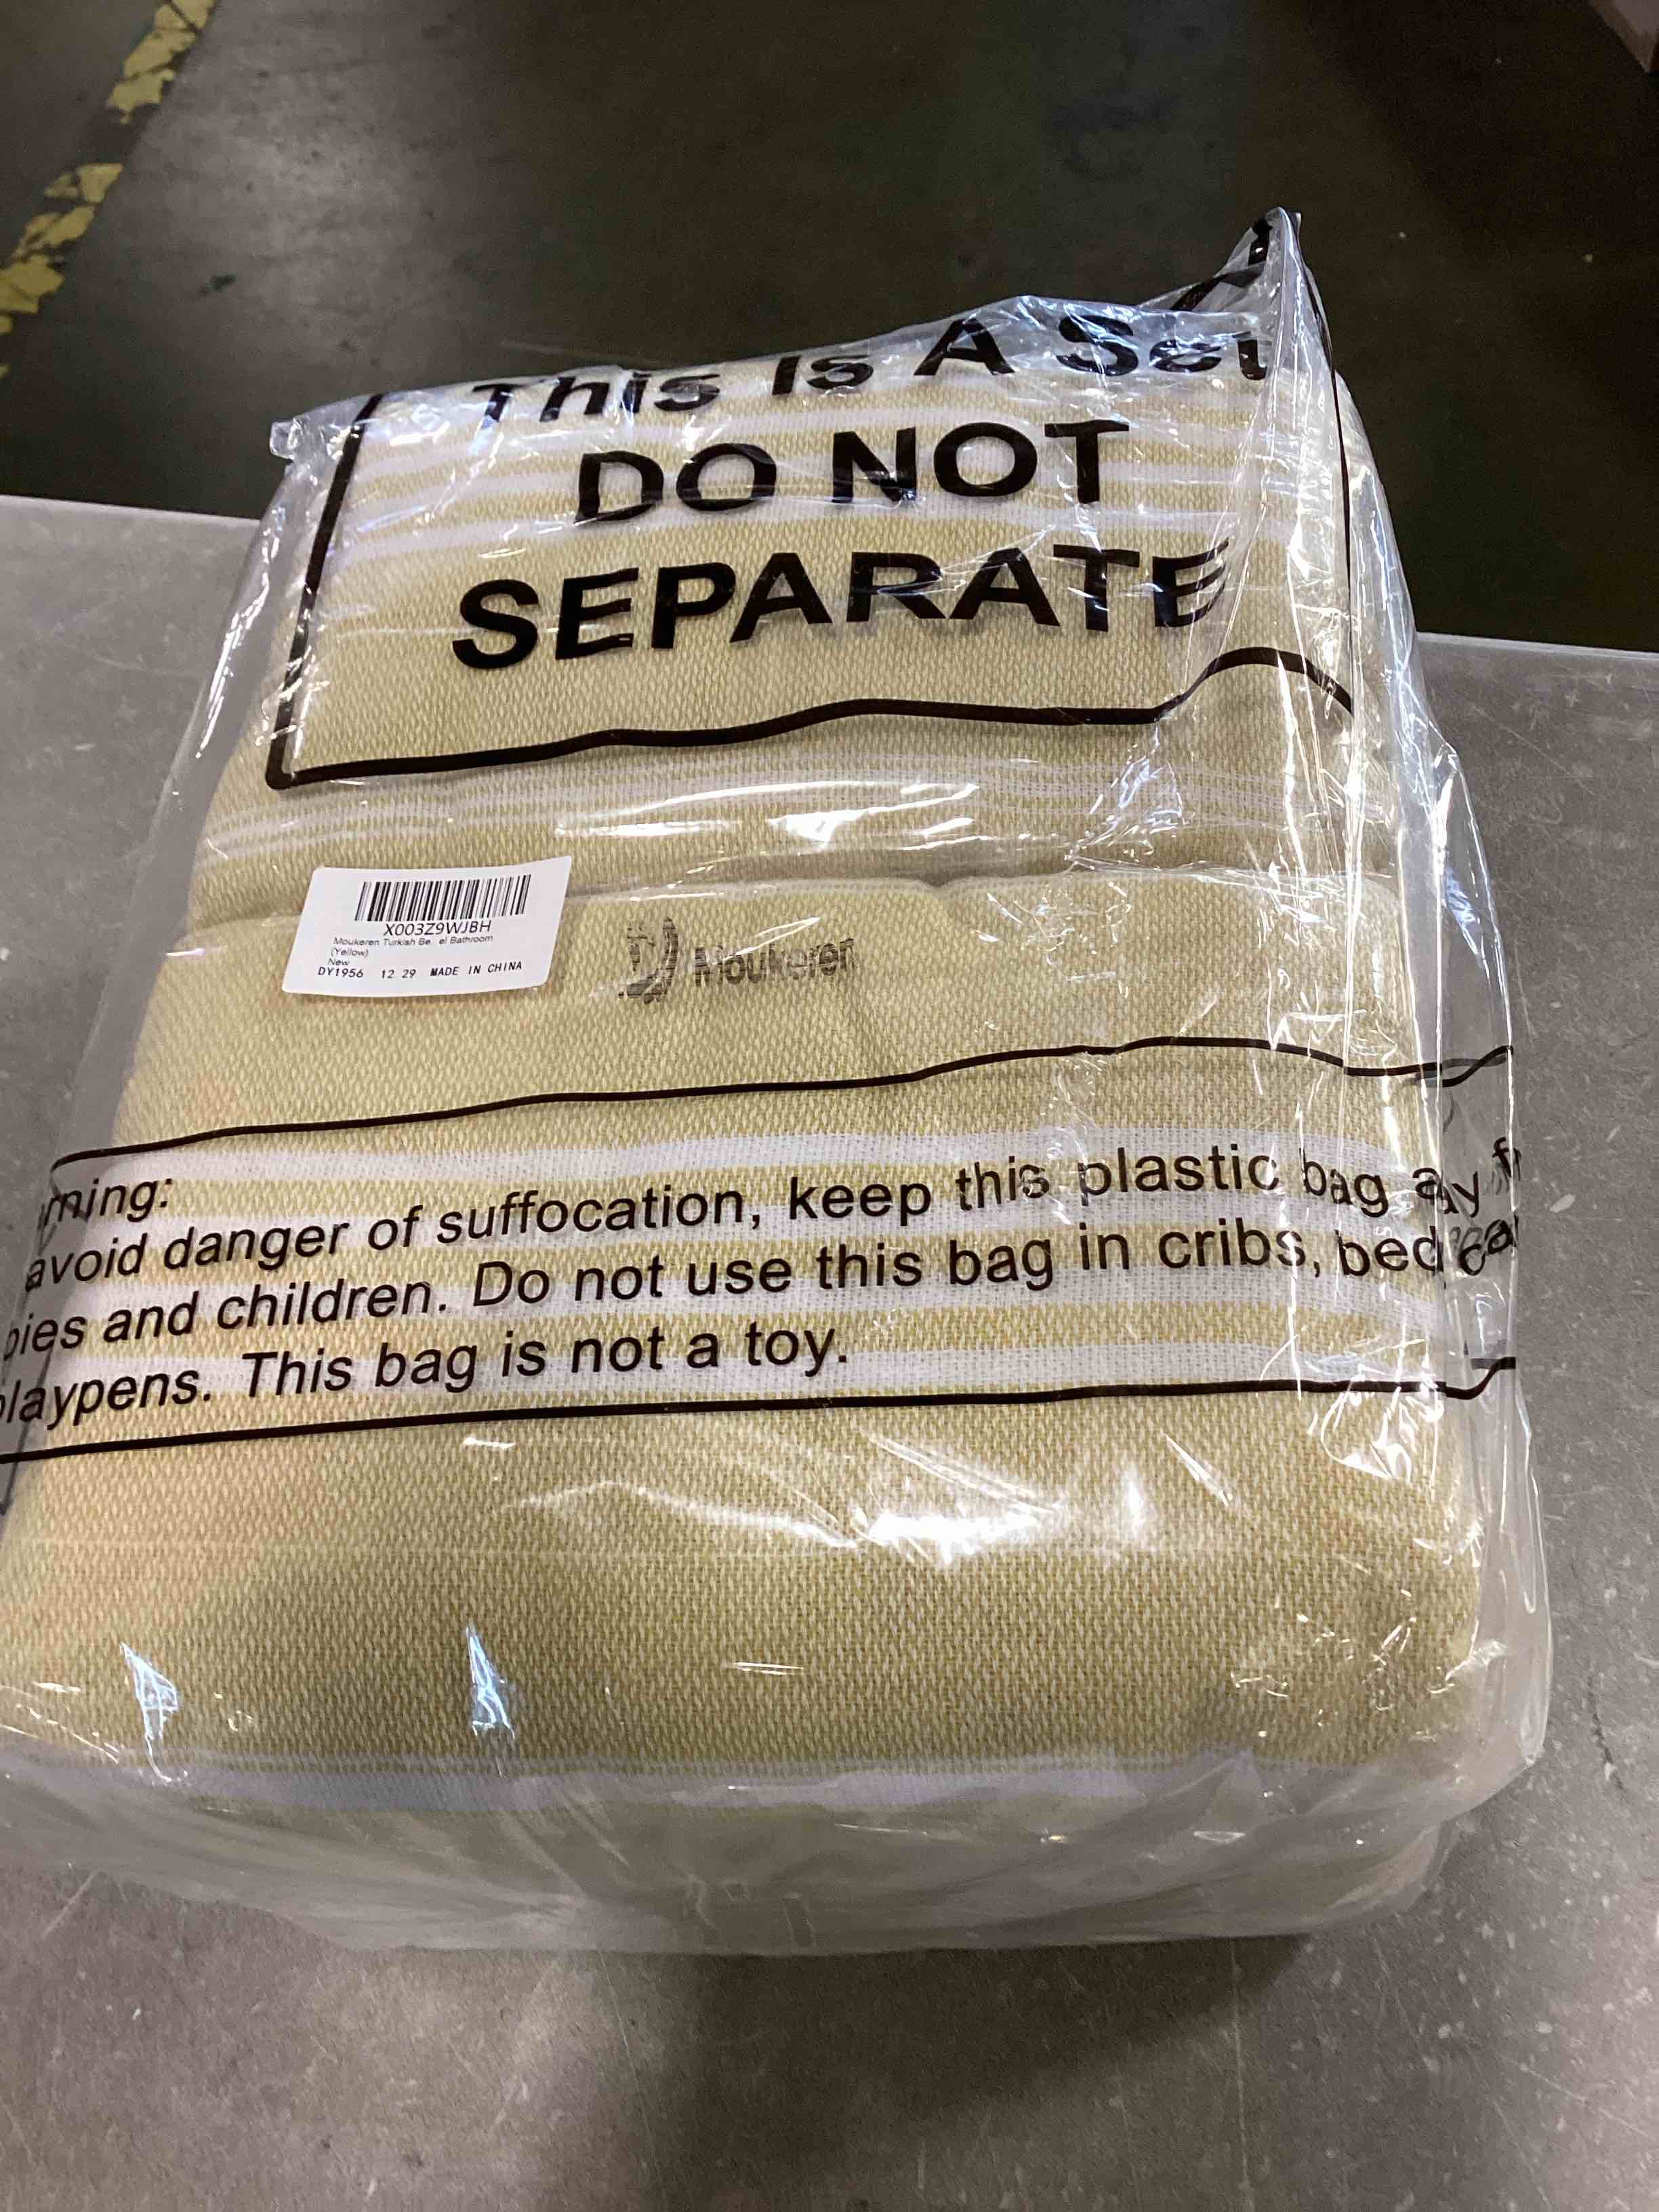 This Is A Set
DO NOT
SEPARATE
X003Z9WJBH
Moukeren Turkish Be el Bathroom
(Yellow)
New
DY1956 12 29 MADE IN CHINA
Moukeren
rning:
avoid danger of suffocation, keep this plastic bag
bies and children. Do not use this bag in cribs, bed
playpens. This bag is not a toy.